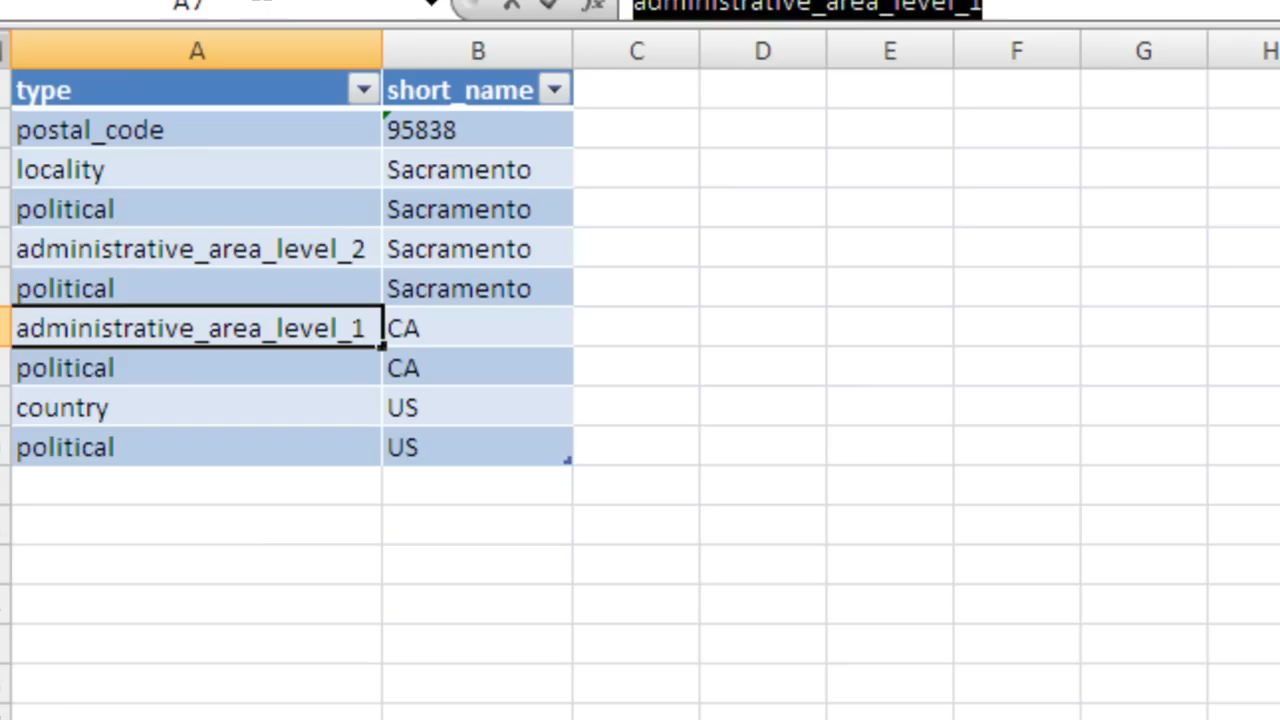 A7 administrative_area_level_1
A B C D E F G H
type short_name
postal_code 95838
locality Sacramento
political Sacramento
administrative_area_level_2 Sacramento
political Sacramento
administrative_area_level_1 CA
political CA
country US
political US